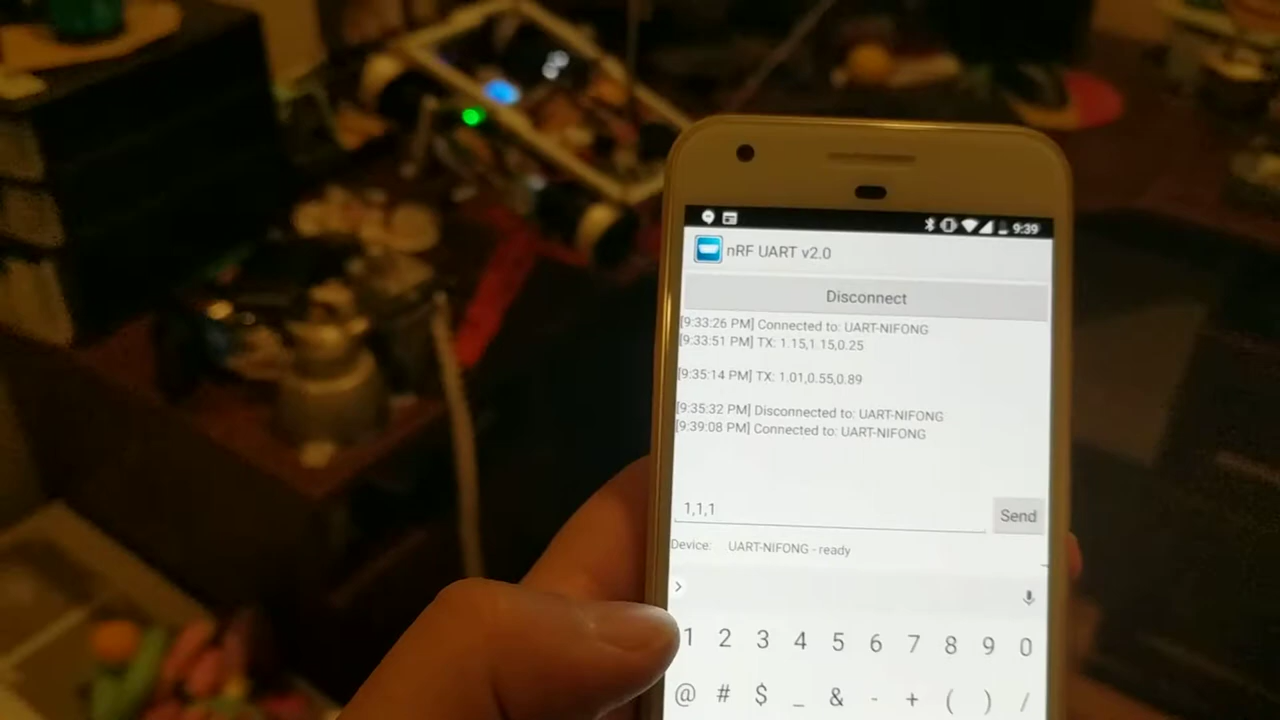 9:39
nRF UART v2.0
Disconnect
[9:33:26 PM] Connected to: UART-NIFONG
[9:33:51 PM] TX: 1.15,1.15,0.25
[9:35:14 PM] TX: 1.01,0.55,0.89
[9:35:32 PM] Disconnected to: UART-NIFONG
[9:39:08 PM] Connected to: UART-NIFONG
1,1,1
Send
Device: UART-NIFONG - ready
>
1 2 3 4 5 6 7 8 9 0
@ # $ _ & - + ( ) /